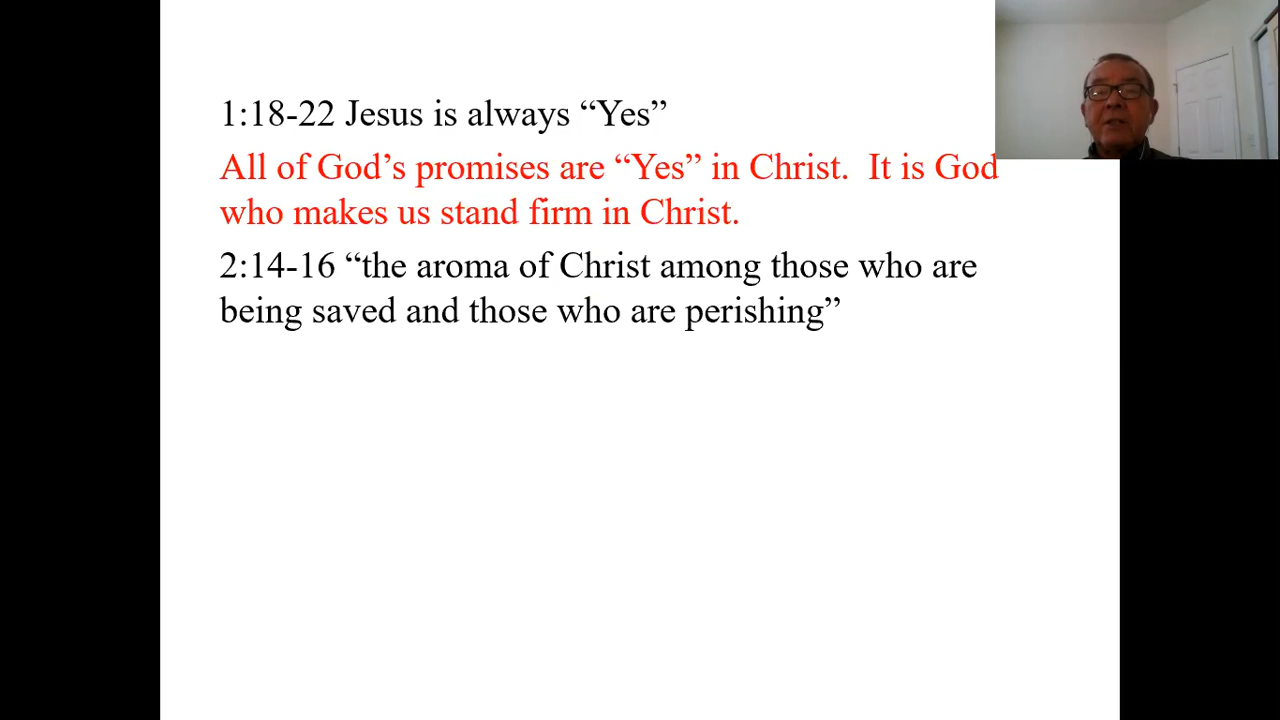 1:18-22 Jesus is always “Yes”
All of God’s promises are “Yes” in Christ.  It is God
who makes us stand firm in Christ.
2:14-16 “the aroma of Christ among those who are
being saved and those who are perishing”